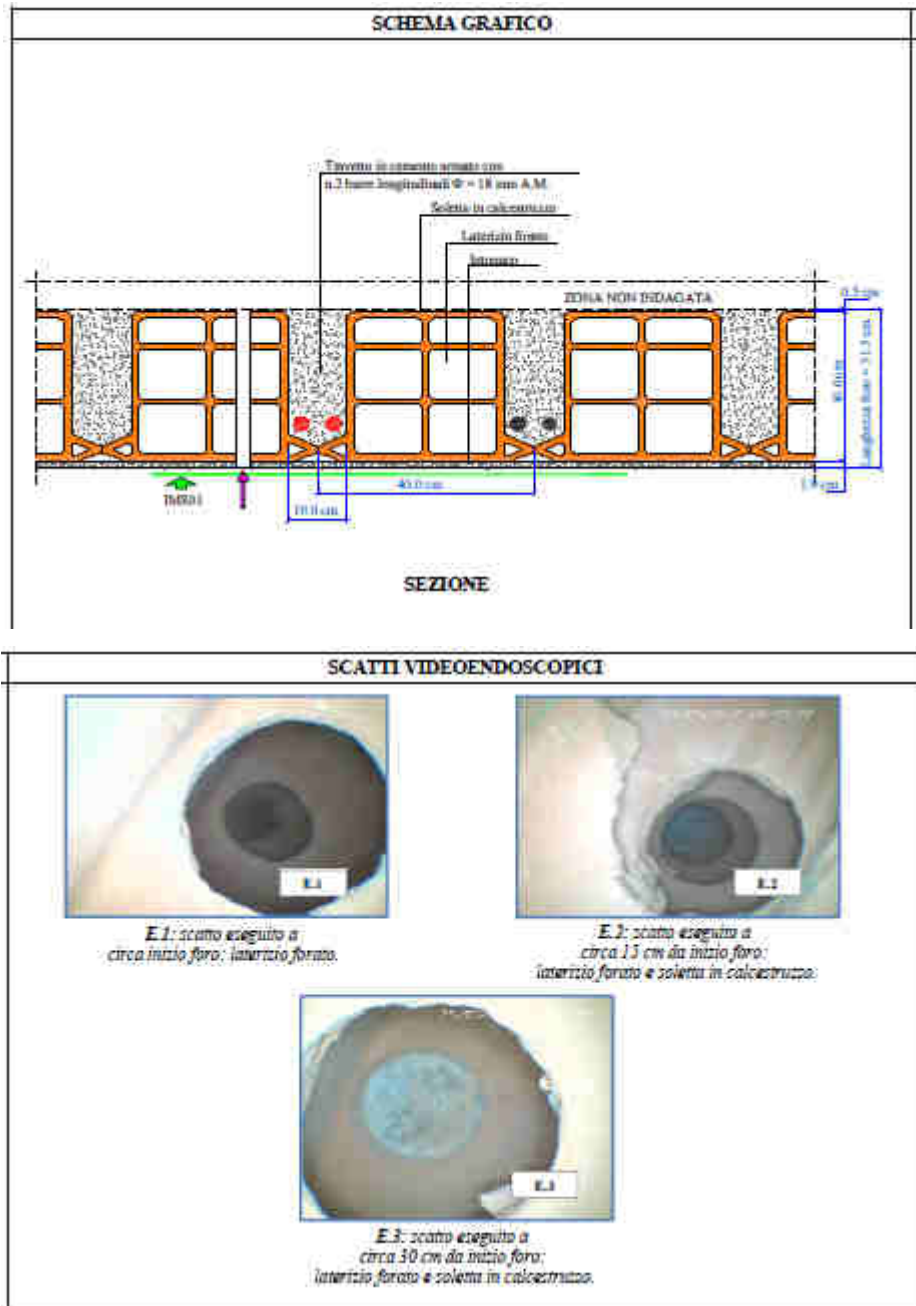 SCHEMA GRAFICO
Travetto in cemento armato con
n.2 barre longitudinali Φ = 18 mm A.M.
Soletta in calcestruzzo
Laterizio forato
Intonaco
ZONA NON INDAGATA
0.5 cm
Lunghezza foro = 31.5 cm
40.0 cm
10.0 cm
SEZIONE
SCATTI VIDEOENDOSCOPICI
E.1
E.2
E.1: scatto eseguito a
circa inizio foro: laterizio forato.
E.2: scatto eseguito a
circa 15 cm da inizio foro:
laterizio forato e soletta in calcestruzzo.
E.3
E.3: scatto eseguito a
circa 30 cm da inizio foro:
laterizio forato e soletta in calcestruzzo.